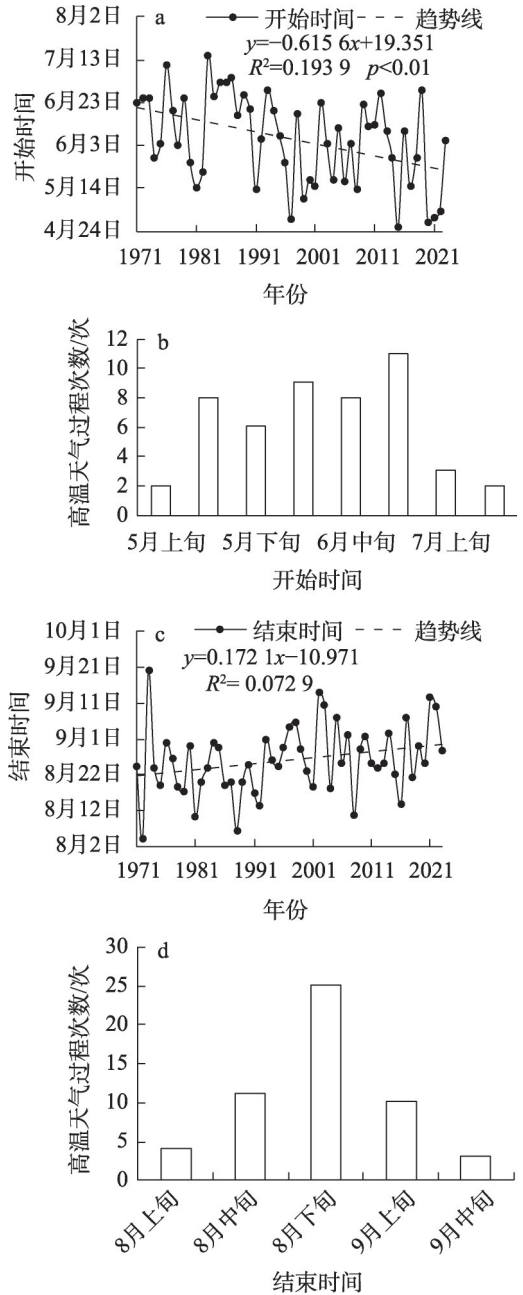 a
开始时间
趋势线
y=−0.615 6x+19.351
R²=0.193 9 p<0.01
8月2日
7月13日
6月23日
6月3日
5月14日
4月24日
开始时间
1971 1981 1991 2001 2011 2021
年份
b
12
10
8
6
4
2
0
高温天气过程次数/次
5月上旬 5月下旬 6月中旬 7月上旬
开始时间
c
结束时间
趋势线
y=0.172 1x−10.971
R²= 0.072 9
10月1日
9月21日
9月11日
9月1日
8月22日
8月12日
8月2日
结束时间
1971 1981 1991 2001 2011 2021
年份
d
30
25
20
15
10
5
0
高温天气过程次数/次
8月上旬 8月中旬 8月下旬 9月上旬 9月中旬
结束时间